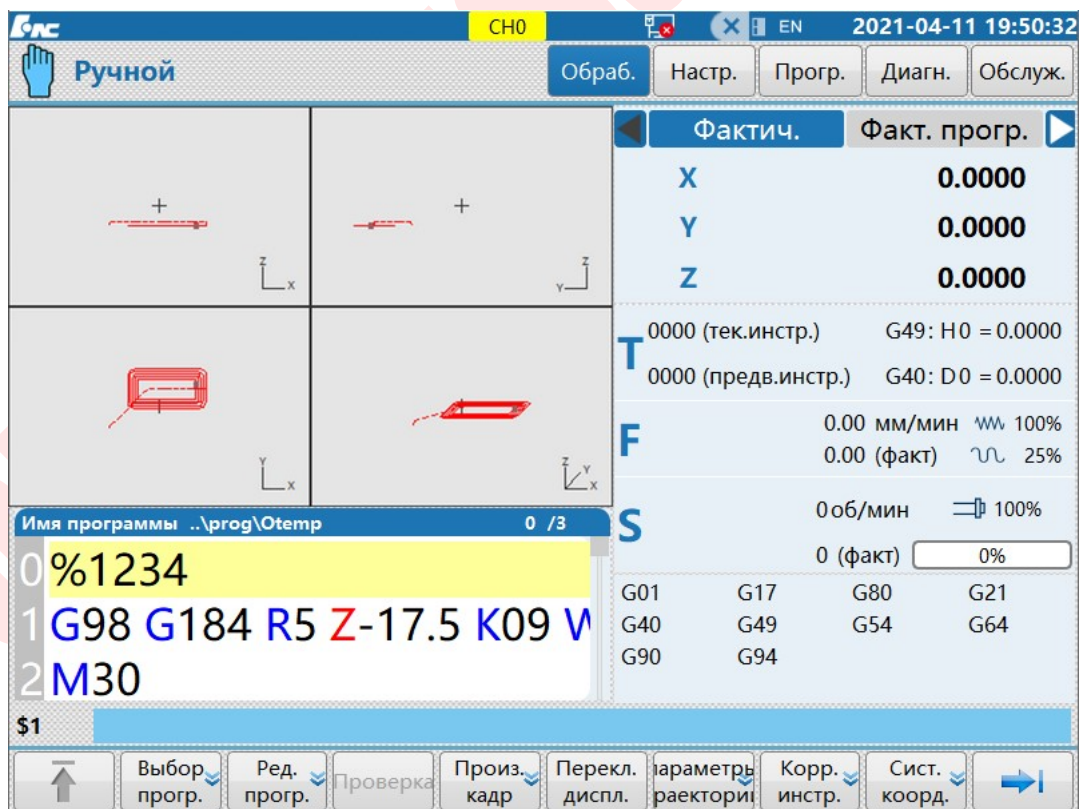 CH0 EN 2021-04-11 19:50:32
Ручной Обраб. Настр. Прогр. Диагн. Обслуж.
Фактич. Факт. прогр.
X 0.0000
Y 0.0000
Z 0.0000
Z X
Z Y
Y X
Z Y X
T 0000 (тек.инстр.) G49: H0 = 0.0000
0000 (предв.инстр.) G40: D0 = 0.0000
F 0.00 мм/мин 100%
0.00 (факт) 25%
S 0 об/мин 100%
0 (факт) 0%
G01 G17 G80 G21
G40 G49 G54 G64
G90 G94
Имя программы ..\prog\Otemp 0 /3
0 %1234
1 G98 G184 R5 Z-17.5 K09
2 M30
$1
Выбор прогр.
Ред. прогр.
Проверка
Произ. кадр
Перекл. диспл.
Корр. инстр.
Сист. коорд.